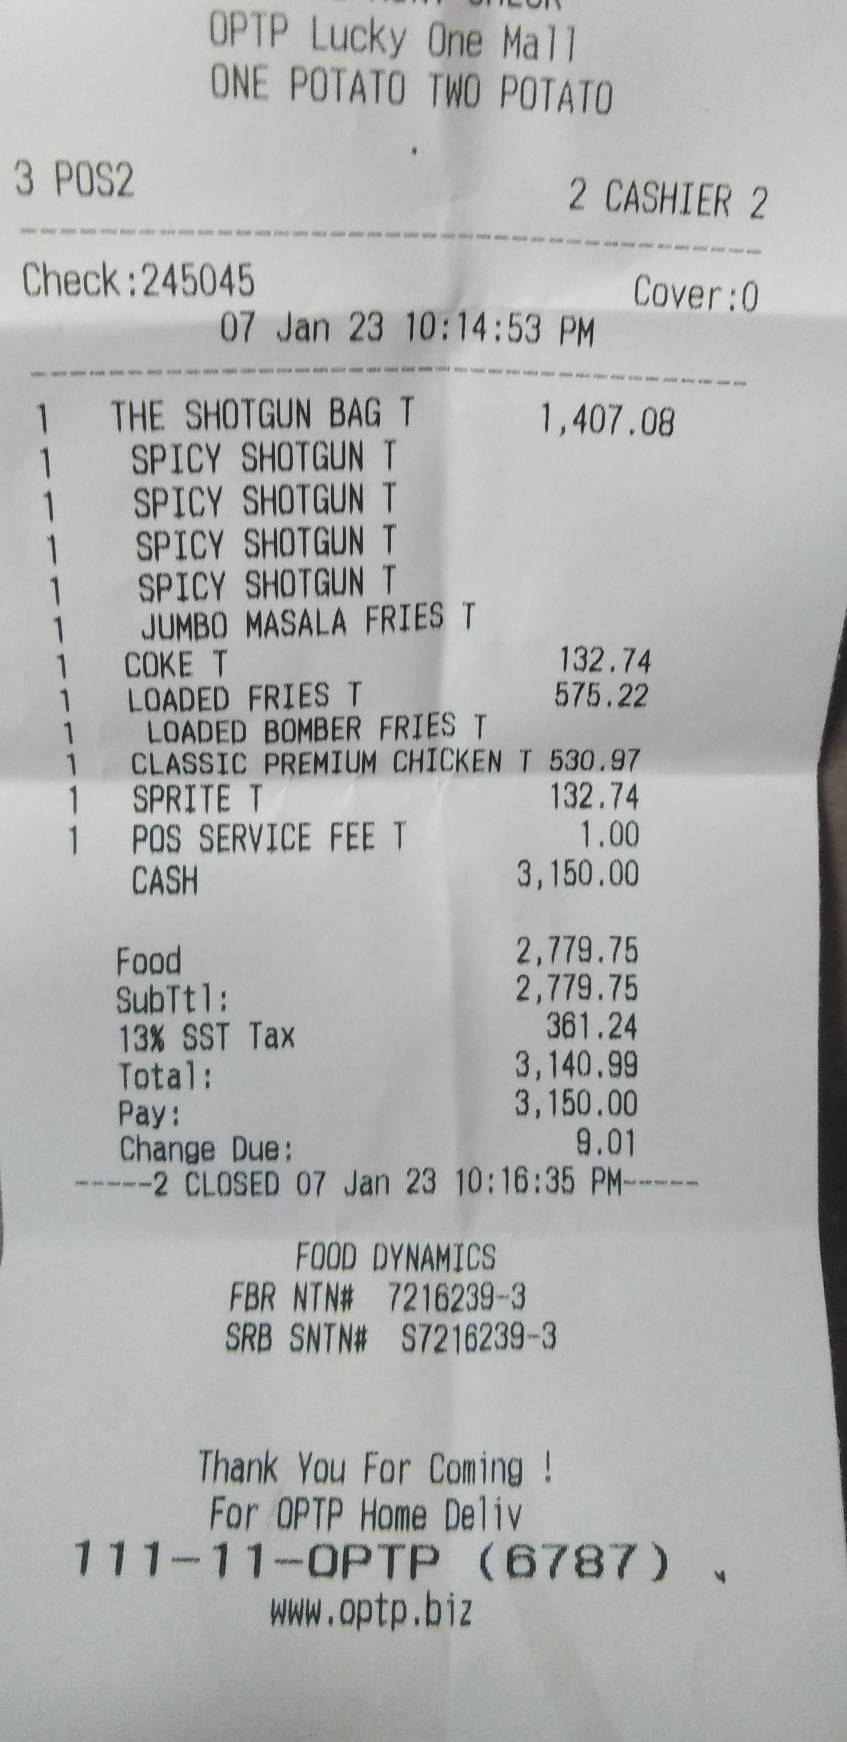 OPTP Lucky One Mall
ONE POTATO TWO POTATO
3 POS2 2 CASHIER 2
Check:245045 Cover:0
07 Jan 23 10:14:53 PM
1 THE SHOTGUN BAG T 1,407.08
1 SPICY SHOTGUN T
1 SPICY SHOTGUN T
1 SPICY SHOTGUN T
1 SPICY SHOTGUN T
1 JUMBO MASALA FRIES T
1 COKE T 132.74
1 LOADED FRIES T 575.22
1 LOADED BOMBER FRIES T
1 CLASSIC PREMIUM CHICKEN T 530.97
1 SPRITE T 132.74
1 POS SERVICE FEE T 1.00
CASH 3,150.00
Food 2,779.75
SubTtl: 2,779.75
13% SST Tax 361.24
Total: 3,140.99
Pay: 3,150.00
Change Due: 9.01
-----2 CLOSED 07 Jan 23 10:16:35 PM-----
FOOD DYNAMICS
FBR NTN# 7216239-3
SRB SNTN# S7216239-3
Thank You For Coming !
For OPTP Home Deliv
111-11-OPTP (6787)
www.optp.biz